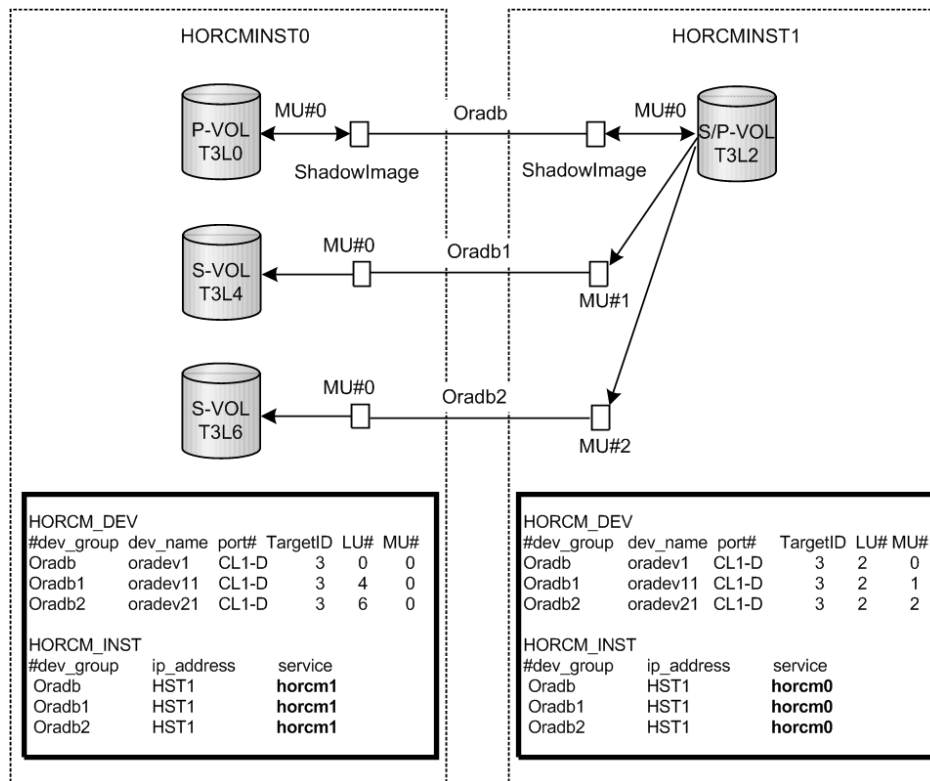 HORCMINST0
HORCMINST1
MU#0
Oradb
MU#0
P-VOL
T3L0
S/P-VOL
T3L2
ShadowImage
ShadowImage
MU#0
Oradb1
S-VOL
T3L4
MU#1
MU#0
Oradb2
S-VOL
T3L6
MU#2
HORCM_DEV
#dev_group dev_name port# TargetID LU# MU#
Oradb oradev1 CL1-D 3 0 0
Oradb1 oradev11 CL1-D 3 4 0
Oradb2 oradev21 CL1-D 3 6 0
HORCM_INST
#dev_group ip_address service
Oradb HST1 horcm1
Oradb1 HST1 horcm1
Oradb2 HST1 horcm1
HORCM_DEV
#dev_group dev_name port# TargetID LU# MU#
Oradb oradev1 CL1-D 3 2 0
Oradb1 oradev11 CL1-D 3 2 1
Oradb2 oradev21 CL1-D 3 2 2
HORCM_INST
#dev_group ip_address service
Oradb HST1 horcm0
Oradb1 HST1 horcm0
Oradb2 HST1 horcm0